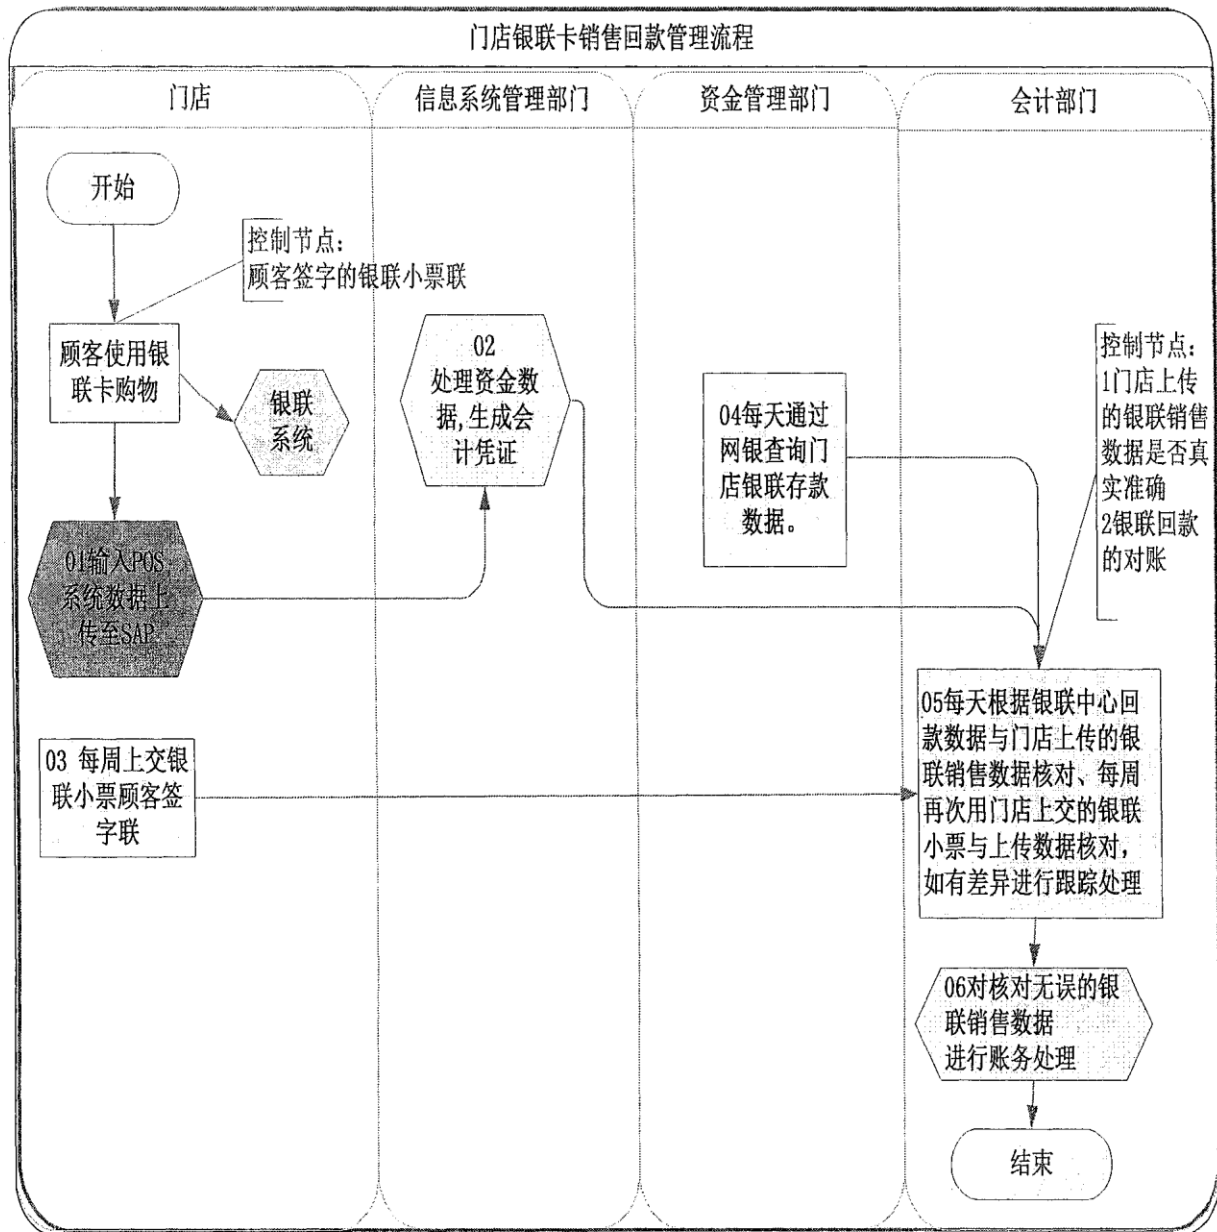 门店银联卡销售回款管理流程
门店
信息系统管理部门
资金管理部门
会计部门
开始
控制节点:
顾客签字的银联小票联
顾客使用银
联卡购物
银联
系统
01输入POS
系统数据上
传至SAP
02
处理资金数
据,生成会
计凭证
03 每周上交银
联小票顾客签
字联
04每天通过
网银查询门
店银联存款
数据。
控制节点:
1门店上传
的银联销售
数据是否真
实准确
2银联回款
的对账
05每天根据银联中心回
款数据与门店上传的银
联销售数据核对、每周
再次用门店上交的银联
小票与上传数据核对,
如有差异进行跟踪处理
06对核对无误的银
联销售数据
进行账务处理
结束